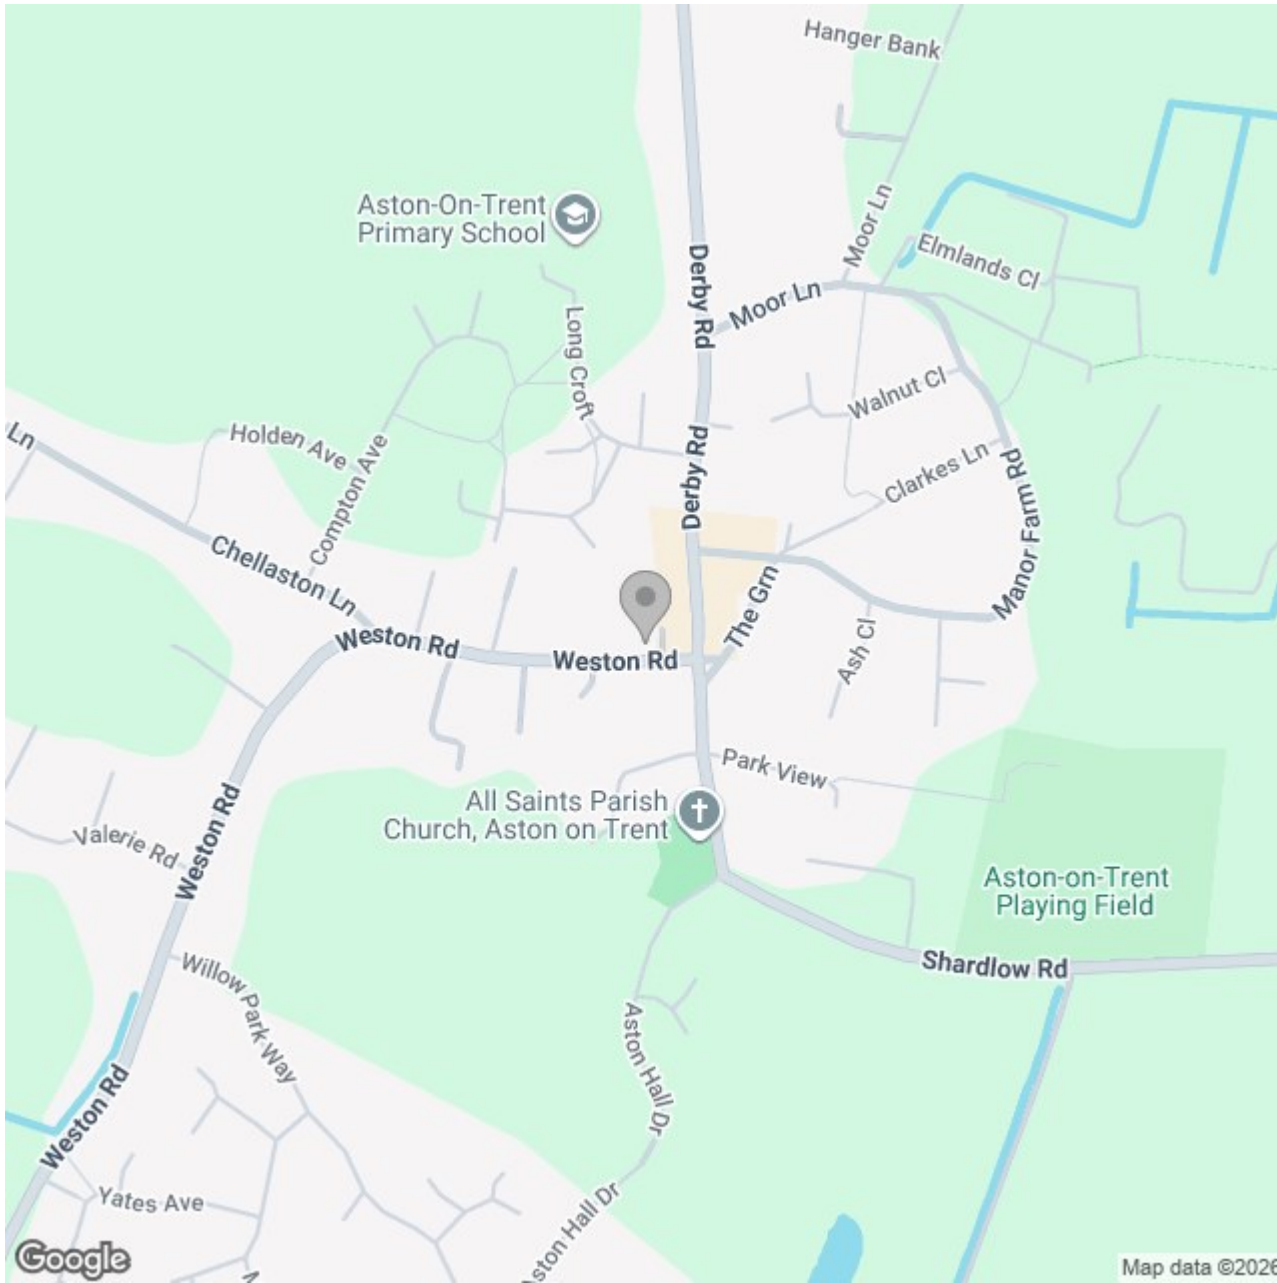 Hanger Bank
Aston-On-Trent
Primary School
Moor Ln
Elmlands Cl
Derby Rd
Moor Ln
Long Croft
Walnut Cl
Ln
Holden Ave
Compton Ave
Derby Rd
Clarkes Ln
Manor Farm Rd
Chellaston Ln
The Grn
Weston Rd
Weston Rd
Ash Cl
Park View
All Saints Parish
Church, Aston on Trent
Valerie Rd
Weston Rd
Aston-on-Trent
Playing Field
Shardlow Rd
Willow Park Way
Aston Hall Dr
Weston Rd
Yates Ave
Aston Hall Dr
Google
Map data ©2026